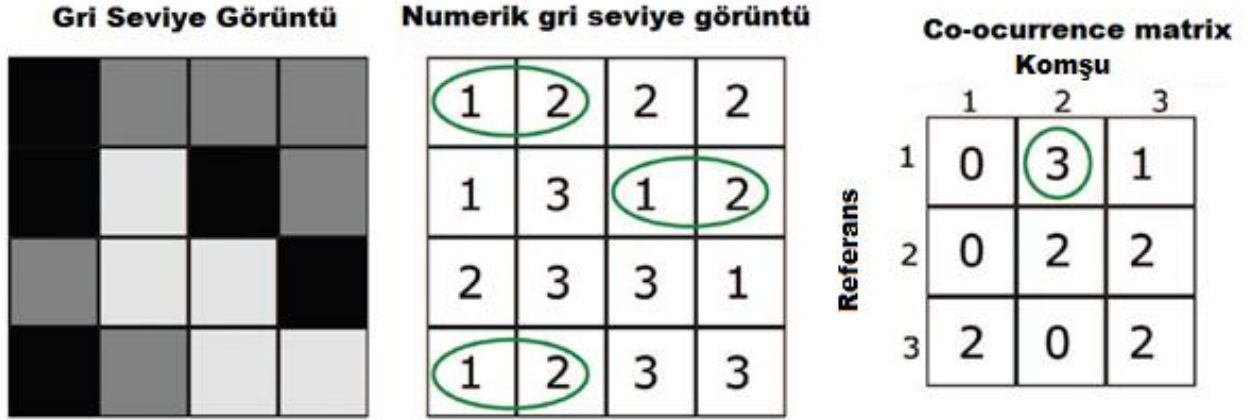 Gri Seviye Görüntü
Numerik gri seviye görüntü
1 2 2 2
1 3 1 2
2 3 3 1
1 2 3 3
Co-ocurrence matrix
Komşu
1 2 3
Referans
1 0 3 1
2 0 2 2
3 2 0 2